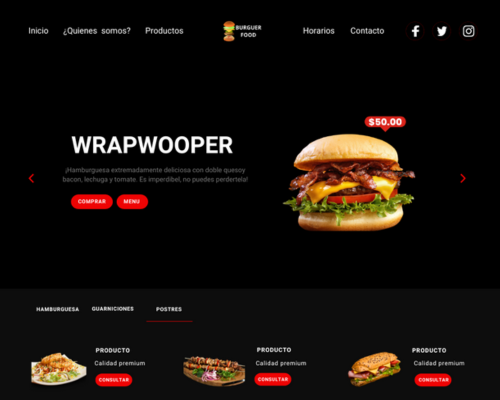 Inicio ¿Quienes somos? Productos BURGUER FOOD Horarios Contacto
$50.00
WRAPWOOPER
¡Hamburguesa extremadamente deliciosa con doble quesoy
bacon, lechuga y tomate. Es imperdibel, no puedes perdertela!
COMPRAR MENU
HAMBURGUESA GUARNICIONES POSTRES
PRODUCTO
Calidad premium
CONSULTAR
PRODUCTO
Calidad premium
CONSULTAR
PRODUCTO
Calidad premium
CONSULTAR